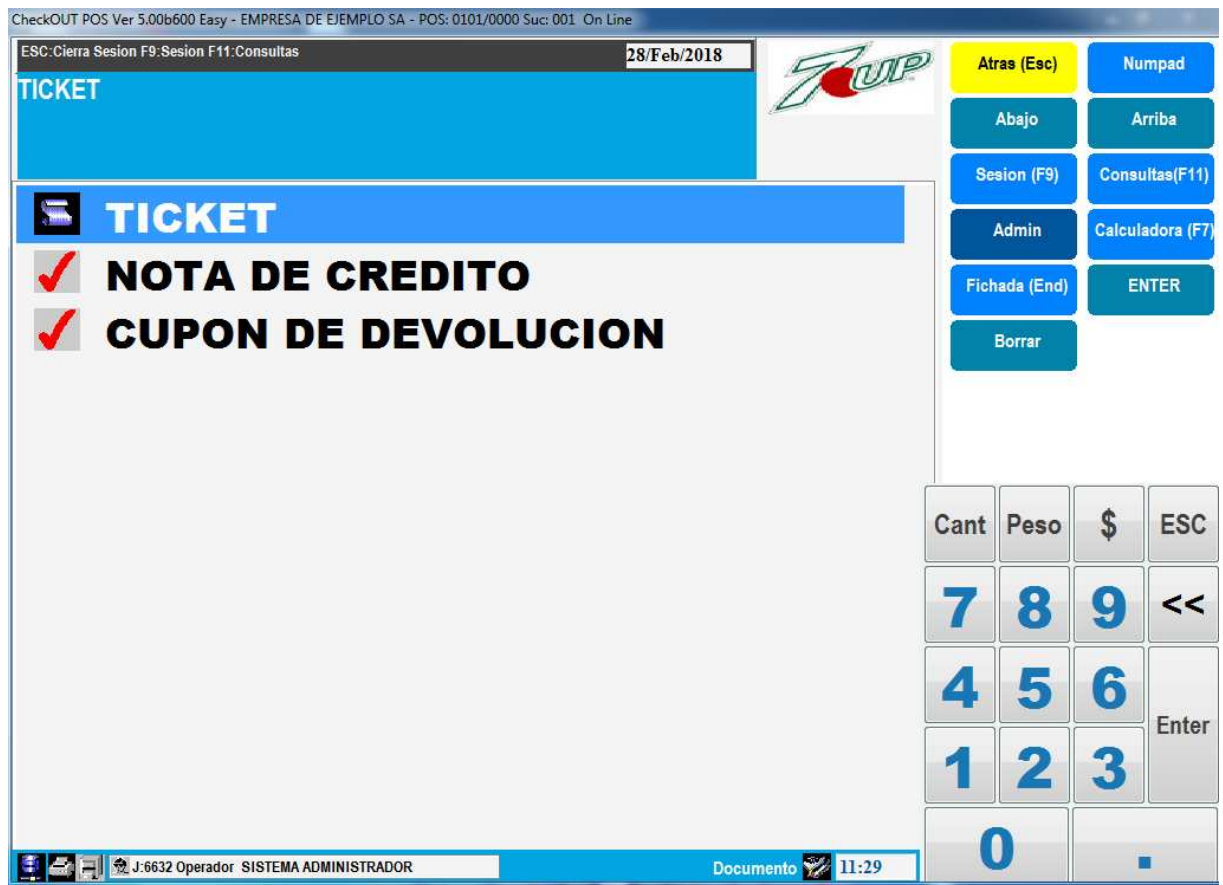 CheckOUT POS Ver 5.00b600 Easy - EMPRESA DE EJEMPLO SA - POS: 0101/0000 Suc: 001 On Line
ESC:Cierra Sesion F9:Sesion F11:Consultas
28/Feb/2018
TICKET
7UP
TICKET
NOTA DE CREDITO
CUPON DE DEVOLUCION
Atras (Esc) Numpad
Abajo Arriba
Sesion (F9) Consultas(F11)
Admin Calculadora (F7)
Fichada (End) ENTER
Borrar
Cant Peso $ ESC
7 8 9 <<
4 5 6
Enter
1 2 3
0 .
J:6632 Operador SISTEMA ADMINISTRADOR
Documento 11:29